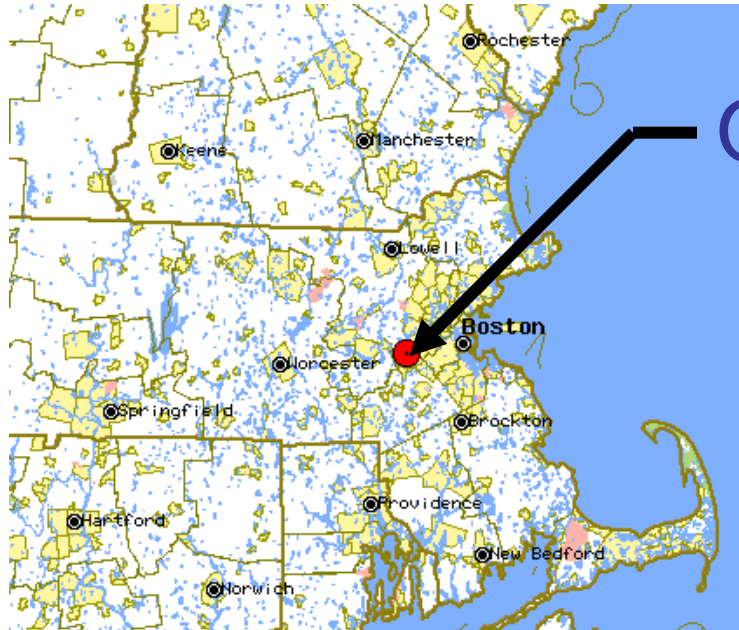 Rochester
Manchester
Keene
Lowell
Boston
Worcester
Springfield
Brockton
Providence
Hartford
New Bedford
Norwich